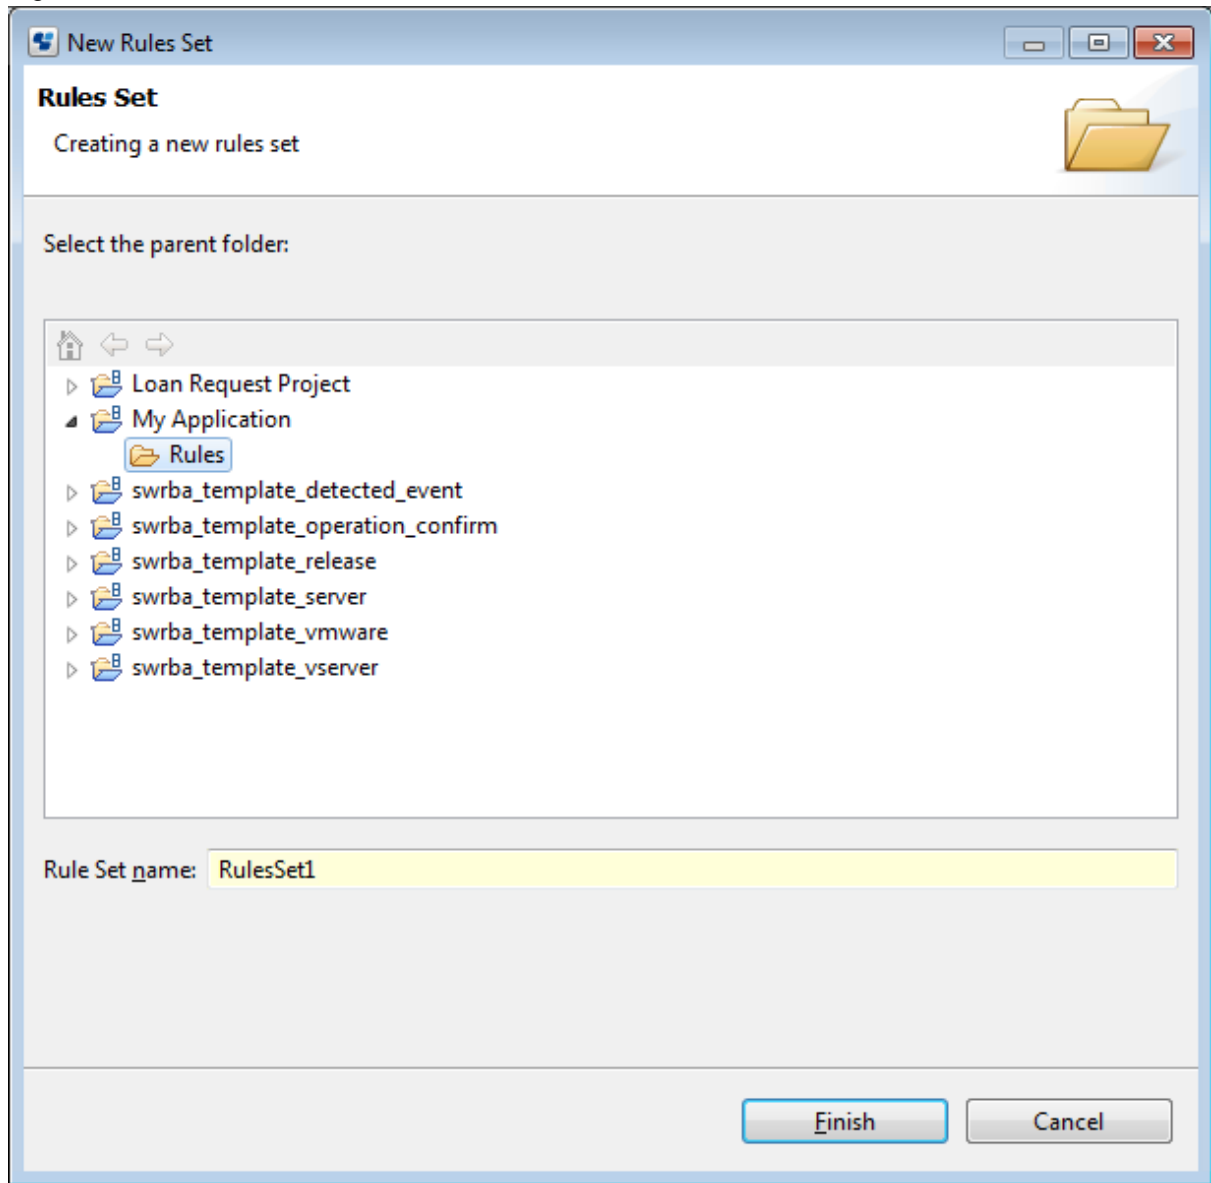 New Rules Set
Rules Set
Creating a new rules set
Select the parent folder:
Loan Request Project
My Application
Rules
swrba_template_detected_event
swrba_template_operation_confirm
swrba_template_release
swrba_template_server
swrba_template_vmware
swrba_template_vserver
Rule Set name: RulesSet1
Finish Cancel